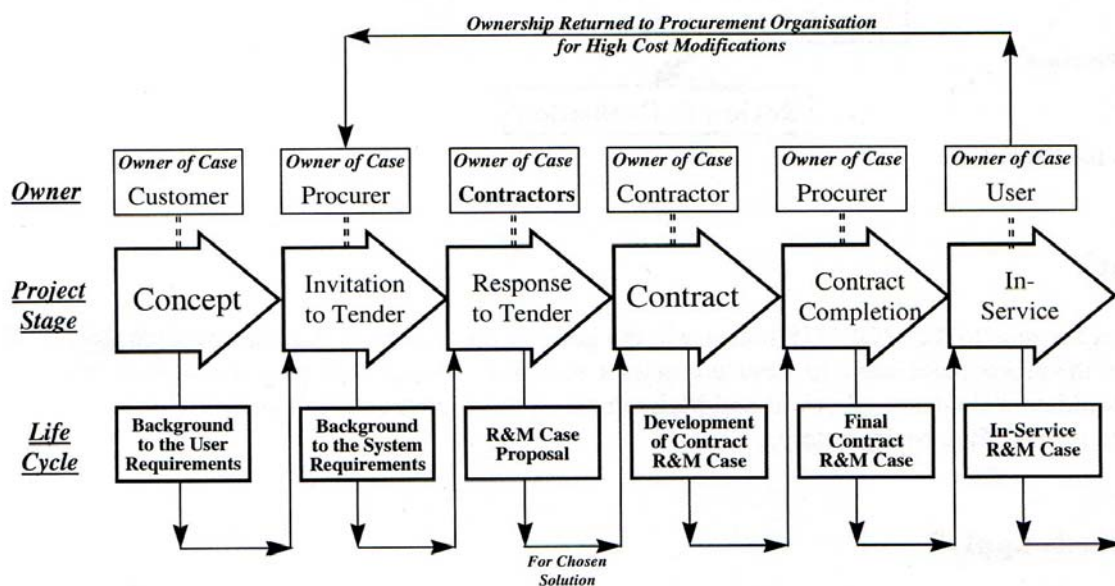 Ownership Returned to Procurement Organisation
for High Cost Modifications
Owner
Owner of Case
Customer
Owner of Case
Procurer
Owner of Case
Contractors
Owner of Case
Contractor
Owner of Case
Procurer
Owner of Case
User
Project
Stage
Concept
Invitation
to Tender
Response
to Tender
Contract
Contract
Completion
In-
Service
Life
Cycle
Background
to the User
Requirements
Background
to the System
Requirements
R&M Case
Proposal
Development
of Contract
R&M Case
Final
Contract
R&M Case
In-Service
R&M Case
For Chosen
Solution